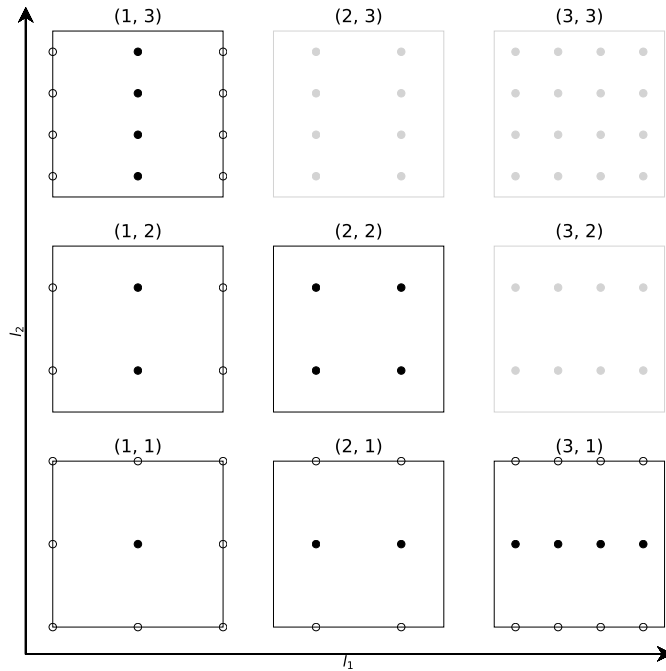 (1, 3) (2, 3) (3, 3)
(1, 2) (2, 2) (3, 2)
l2
(1, 1) (2, 1) (3, 1)
l1